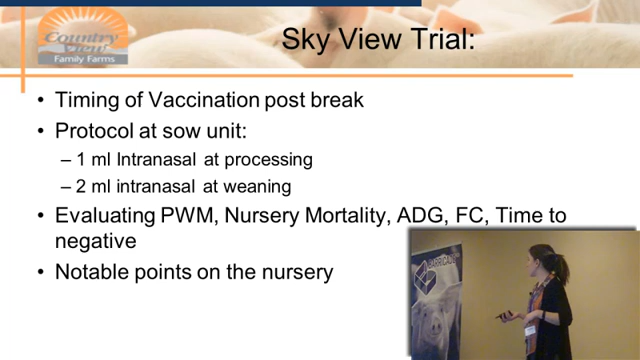 Country
View
Family Farms
Sky View Trial:
• Timing of Vaccination post break
• Protocol at sow unit:
– 1 ml Intranasal at processing
– 2 ml intranasal at weaning
• Evaluating PWM, Nursery Mortality, ADG, FC, Time to
negative
• Notable points on the nursery